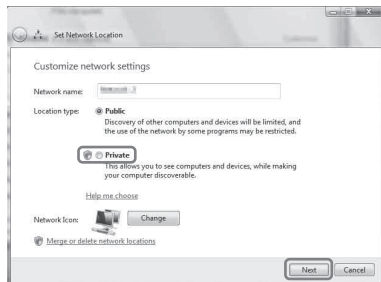 Set Network Location
Customize network settings
Network name:
Location type:
Public
Discovery of other computers and devices will be limited, and
the use of the network by some programs may be restricted.
Private
This allows you to see computers and devices, while making
your computer discoverable.
Help me choose
Network Icon:
Change
Merge or delete network locations
Next
Cancel